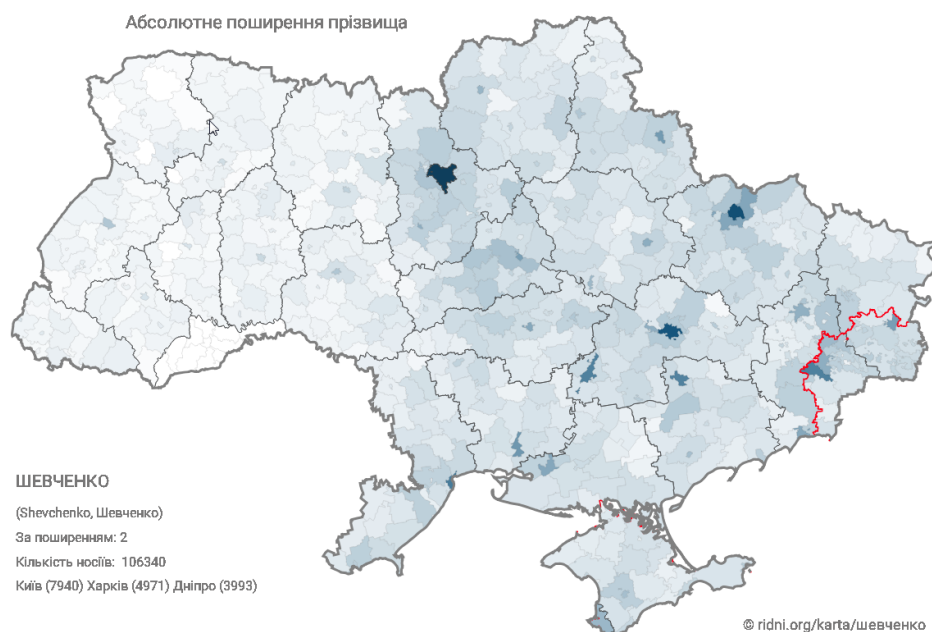 Абсолютне поширення прізвища
ШЕВЧЕНКО
(Shevchenko, Шевченко)
За поширенням: 2
Кількість носіїв: 106340
Київ (7940) Харків (4971) Дніпро (3993)
© ridni.org/karta/шевченко